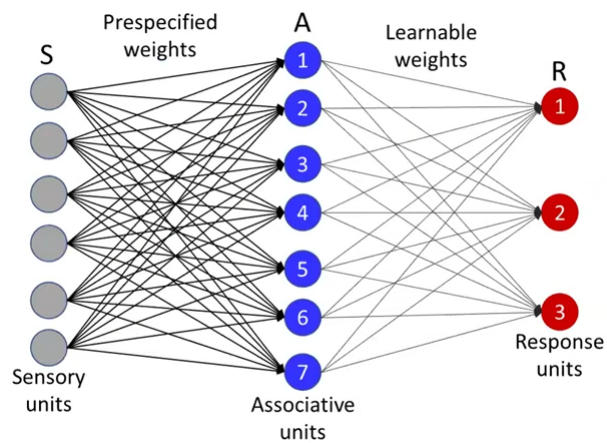 Prespecified
weights
A
Learnable
weights
S
R
1
2
3
4
5
6
7
1
2
3
Sensory
units
Associative
units
Response
units